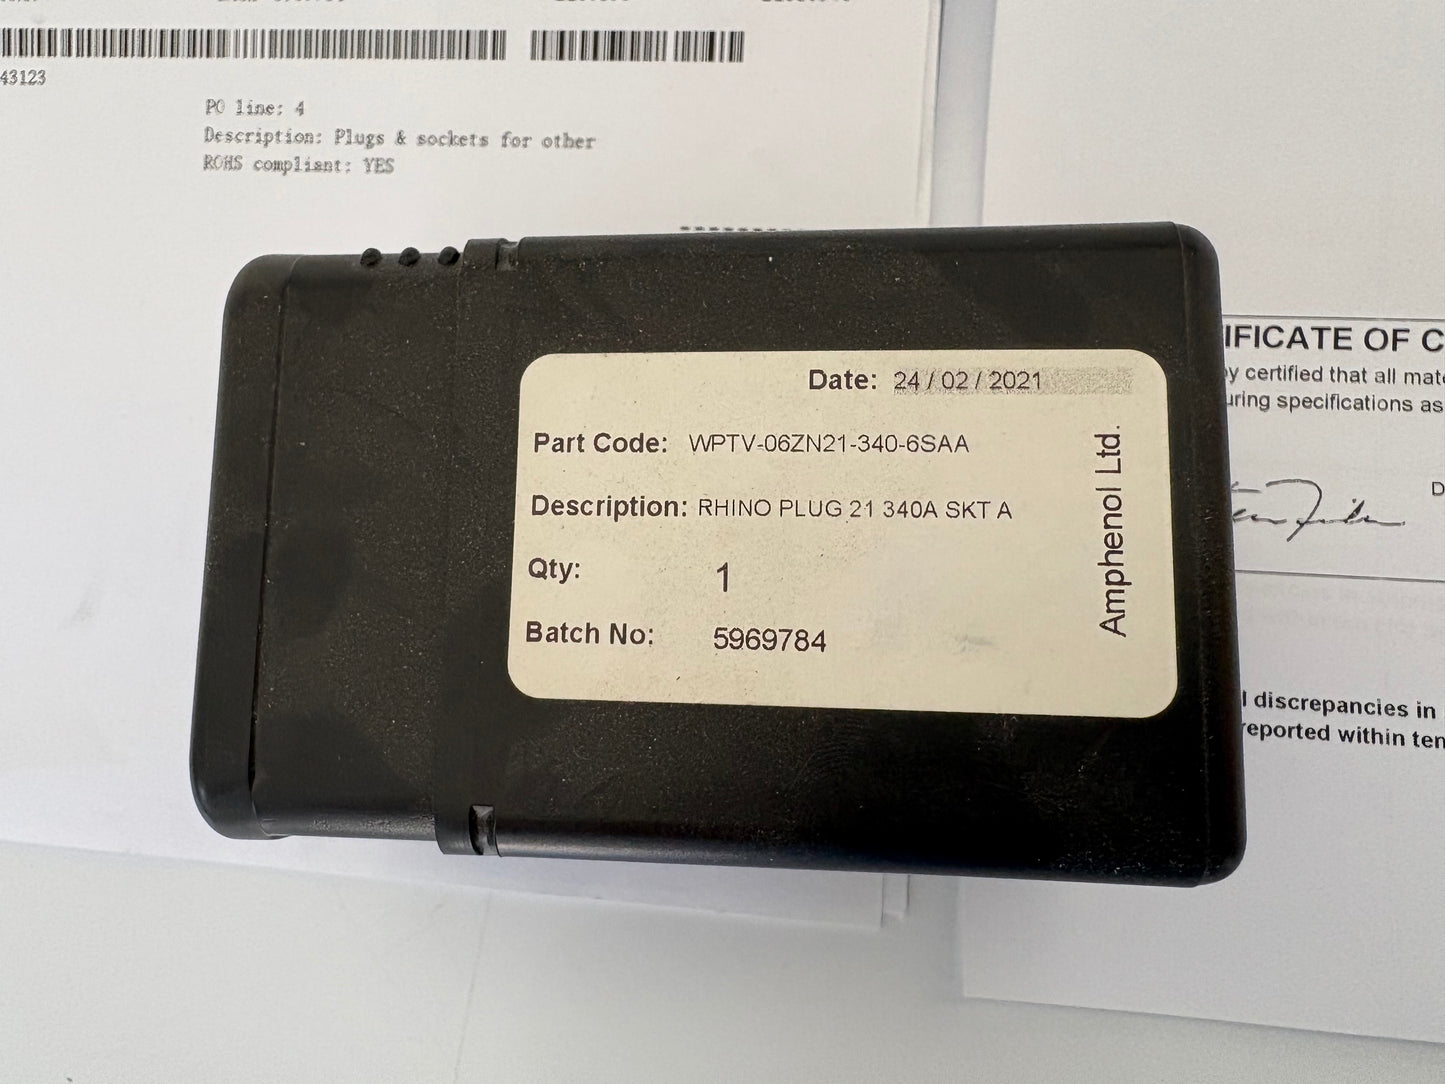 43123
PO line: 4
Description: Plugs & sockets for other
ROHS compliant: YES
Date: 24 / 02 / 2021
Part Code: WPTV-06ZN21-340-6SAA
Description: RHINO PLUG 21 340A SKT A
Qty: 1
Batch No: 5969784
Amphenol Ltd.
IFICATE OF C
y certified that all mate
uring specifications as
D
l discrepancies in
reported within ten